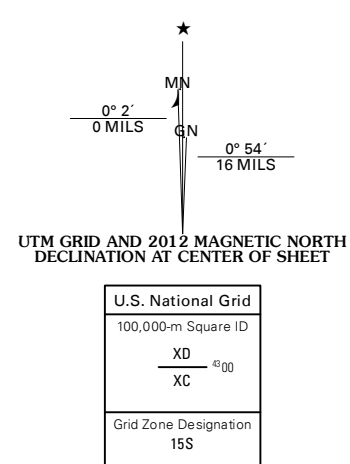 ★
MN
0° 2´
0 MILS
GN
0° 54´
16 MILS
UTM GRID AND 2012 MAGNETIC NORTH
DECLINATION AT CENTER OF SHEET
U.S. National Grid
100,000-m Square ID
XD
4300
XC
Grid Zone Designation
15S